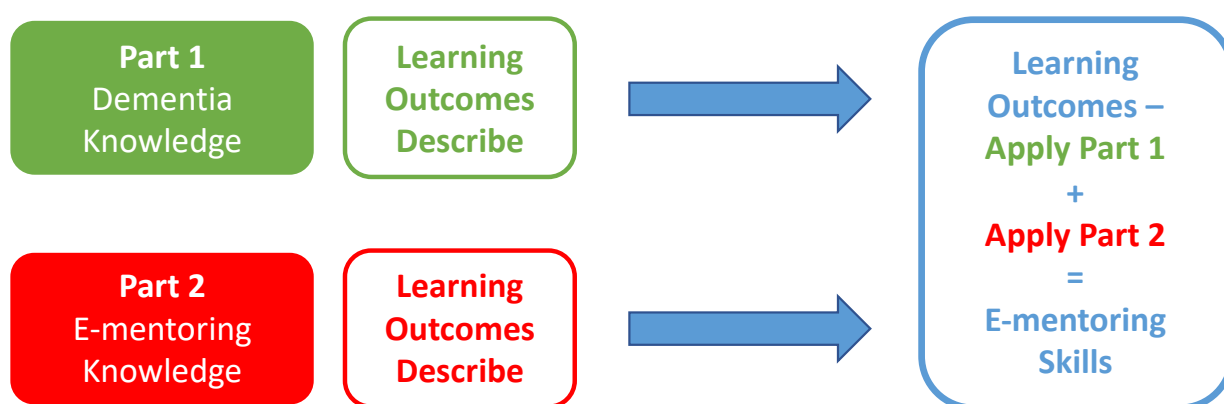 Part 1
Dementia
Knowledge
Learning
Outcomes
Describe
Part 2
E-mentoring
Knowledge
Learning
Outcomes
Describe
Learning
Outcomes –
Apply Part 1
+
Apply Part 2
=
E-mentoring
Skills